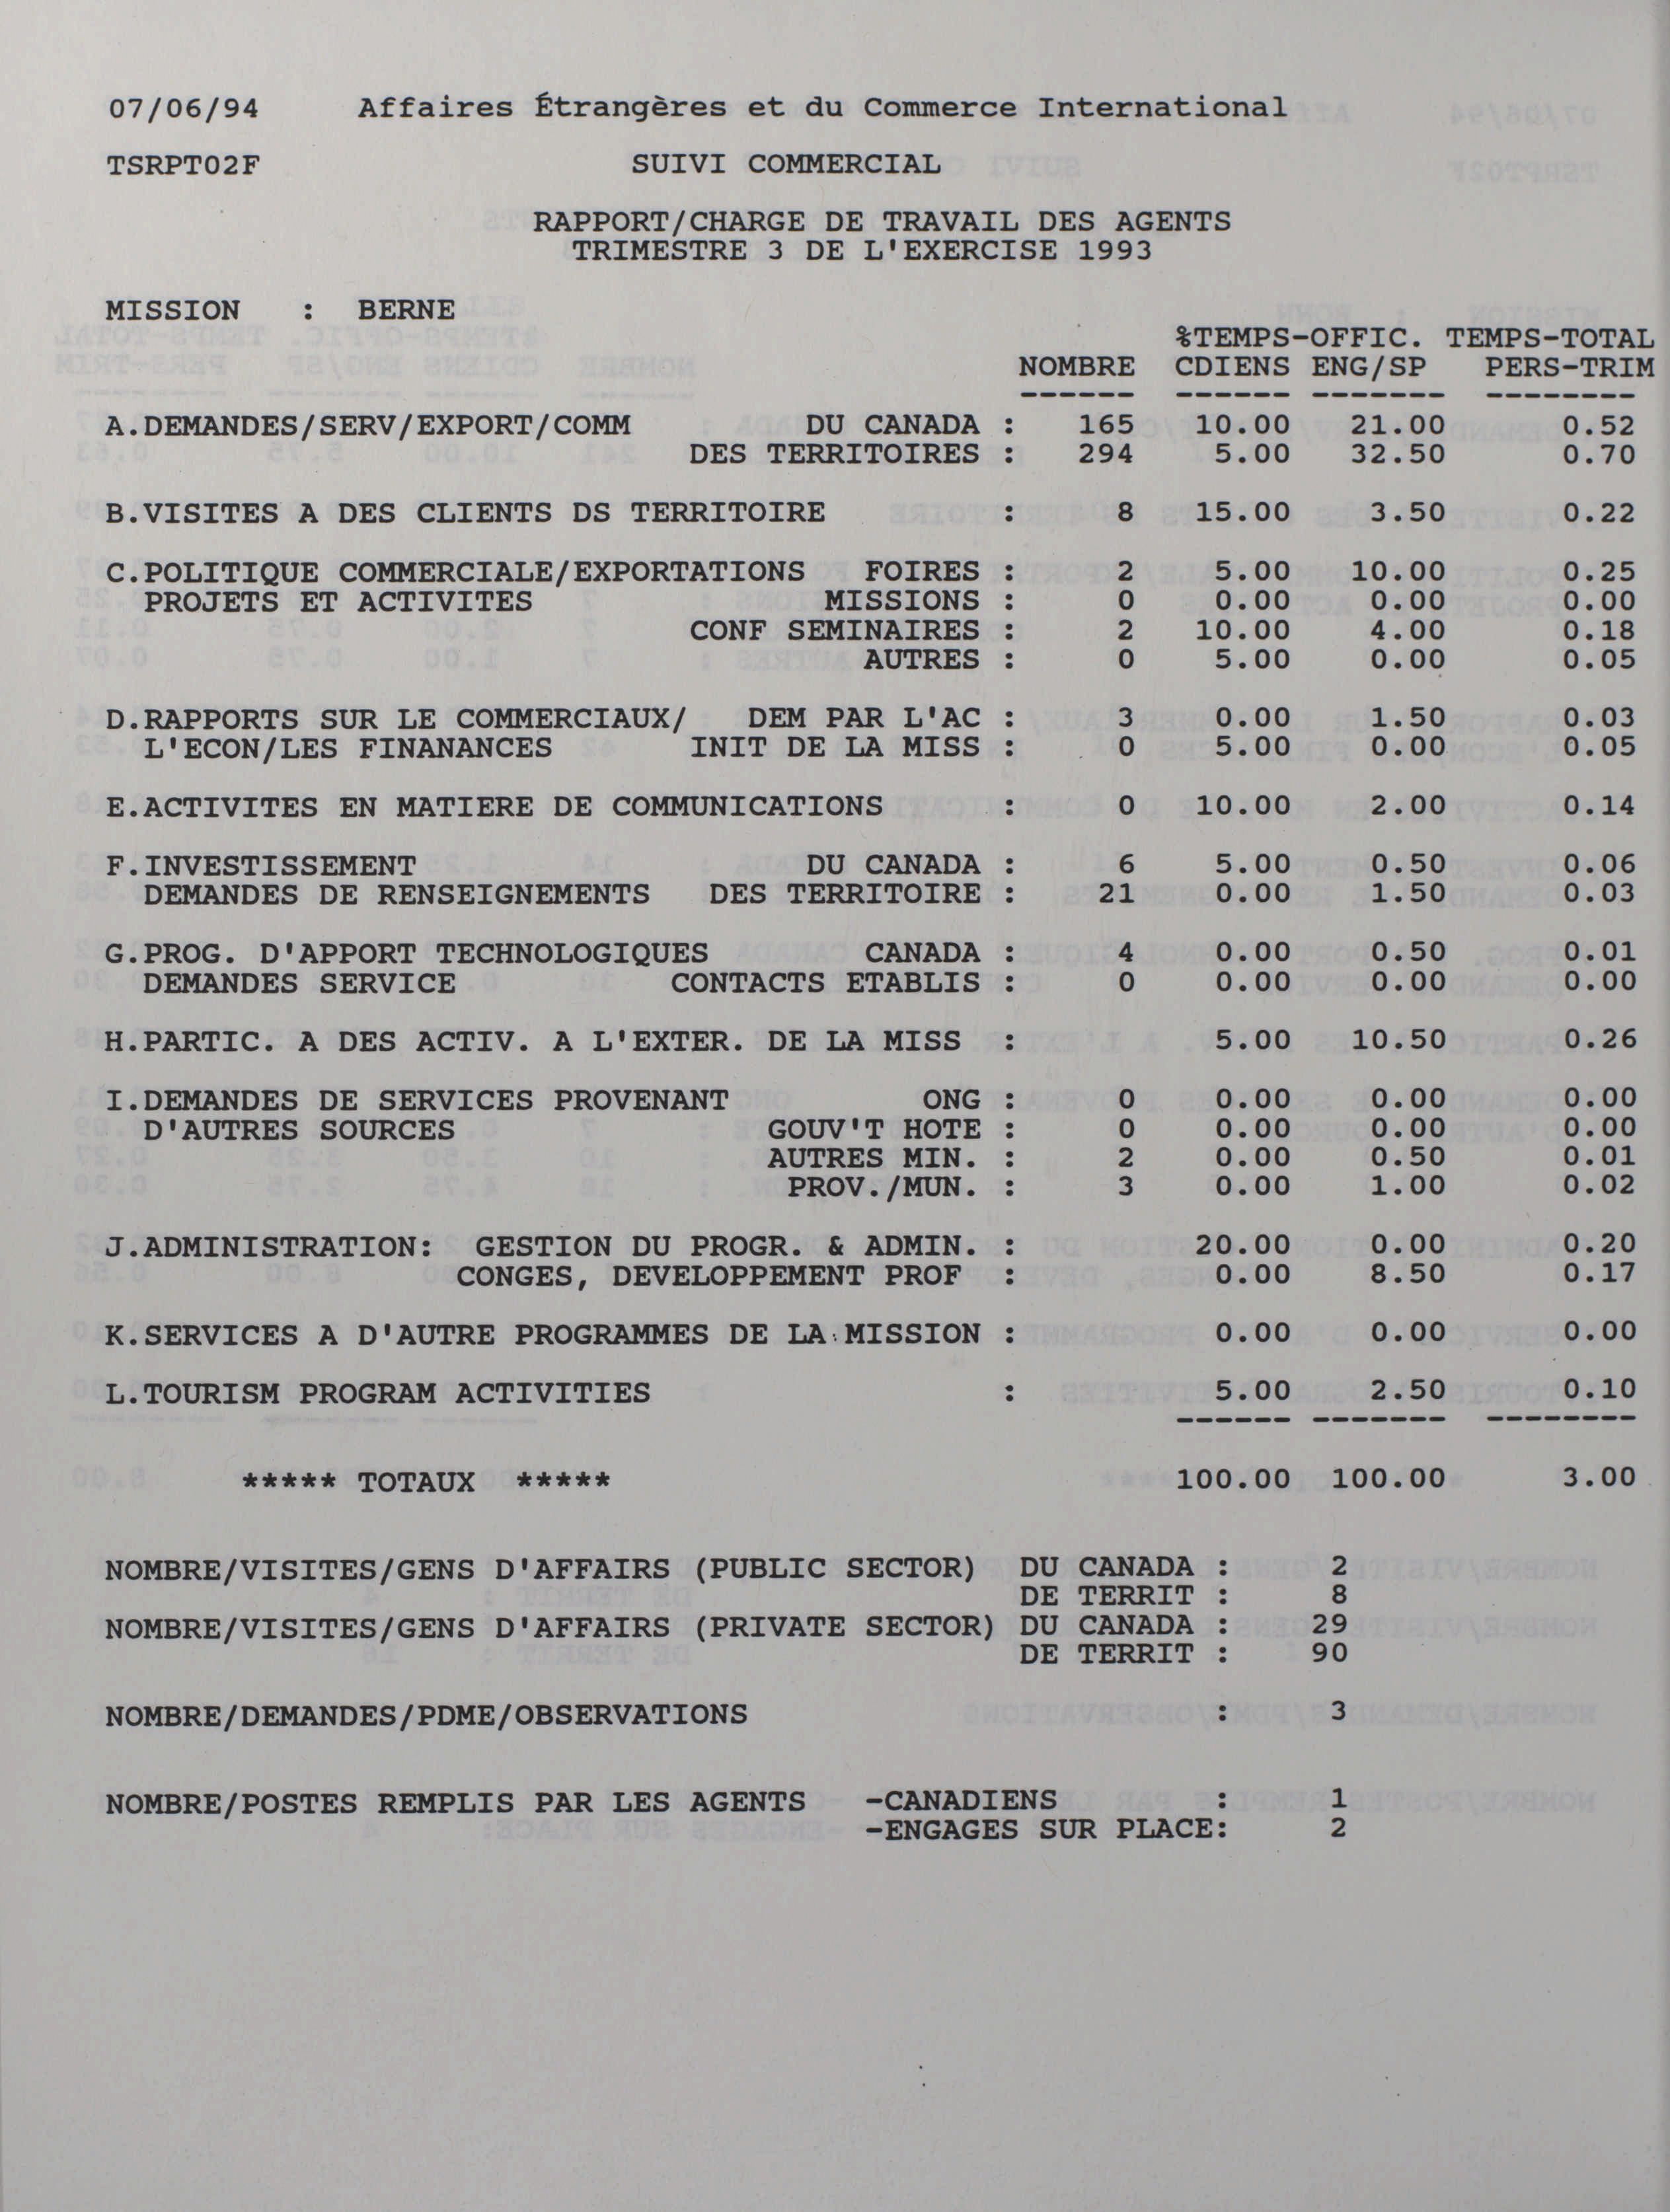 07/06/94 Affaires Étrangères et du Commerce International
TSRPT02F SUIVI COMMERCIAL
RAPPORT/CHARGE DE TRAVAIL DES AGENTS
TRIMESTRE 3 DE L'EXERCISE 1993
MISSION : BERNE
%TEMPS-OFFIC. TEMPS-TOTAL
NOMBRE CDIENS ENG/SP PERS-TRIM
------ ------ ------- --------
A.DEMANDES/SERV/EXPORT/COMM DU CANADA : 165 10.00 21.00 0.52
DES TERRITOIRES : 294 5.00 32.50 0.70
B.VISITES A DES CLIENTS DS TERRITOIRE : 8 15.00 3.50 0.22
C.POLITIQUE COMMERCIALE/EXPORTATIONS FOIRES : 2 5.00 10.00 0.25
PROJETS ET ACTIVITES MISSIONS : 0 0.00 0.00 0.00
CONF SEMINAIRES : 2 10.00 4.00 0.18
AUTRES : 0 5.00 0.00 0.05
D.RAPPORTS SUR LE COMMERCIAUX/ DEM PAR L'AC : 3 0.00 1.50 0.03
L'ECON/LES FINANANCES INIT DE LA MISS : 0 5.00 0.00 0.05
E.ACTIVITES EN MATIERE DE COMMUNICATIONS : 0 10.00 2.00 0.14
F.INVESTISSEMENT DU CANADA : 6 5.00 0.50 0.06
DEMANDES DE RENSEIGNEMENTS DES TERRITOIRE : 21 0.00 1.50 0.03
G.PROG. D'APPORT TECHNOLOGIQUES CANADA : 4 0.00 0.50 0.01
DEMANDES SERVICE CONTACTS ETABLIS : 0 0.00 0.00 0.00
H.PARTIC. A DES ACTIV. A L'EXTER. DE LA MISS : 5.00 10.50 0.26
I.DEMANDES DE SERVICES PROVENANT ONG : 0 0.00 0.00 0.00
D'AUTRES SOURCES GOUV'T HOTE : 0 0.00 0.00 0.00
AUTRES MIN. : 2 0.00 0.50 0.01
PROV./MUN. : 3 0.00 1.00 0.02
J.ADMINISTRATION: GESTION DU PROGR. & ADMIN. : 20.00 0.00 0.20
CONGES, DEVELOPPEMENT PROF : 0.00 8.50 0.17
K.SERVICES A D'AUTRE PROGRAMMES DE LA MISSION : 0.00 0.00 0.00
L.TOURISM PROGRAM ACTIVITIES : 5.00 2.50 0.10
------ ------- --------
***** TOTAUX ***** 100.00 100.00 3.00
NOMBRE/VISITES/GENS D'AFFAIRS (PUBLIC SECTOR) DU CANADA : 2
DE TERRIT : 8
NOMBRE/VISITES/GENS D'AFFAIRS (PRIVATE SECTOR) DU CANADA : 29
DE TERRIT : 90
NOMBRE/DEMANDES/PDME/OBSERVATIONS : 3
NOMBRE/POSTES REMPLIS PAR LES AGENTS -CANADIENS : 1
-ENGAGES SUR PLACE: 2